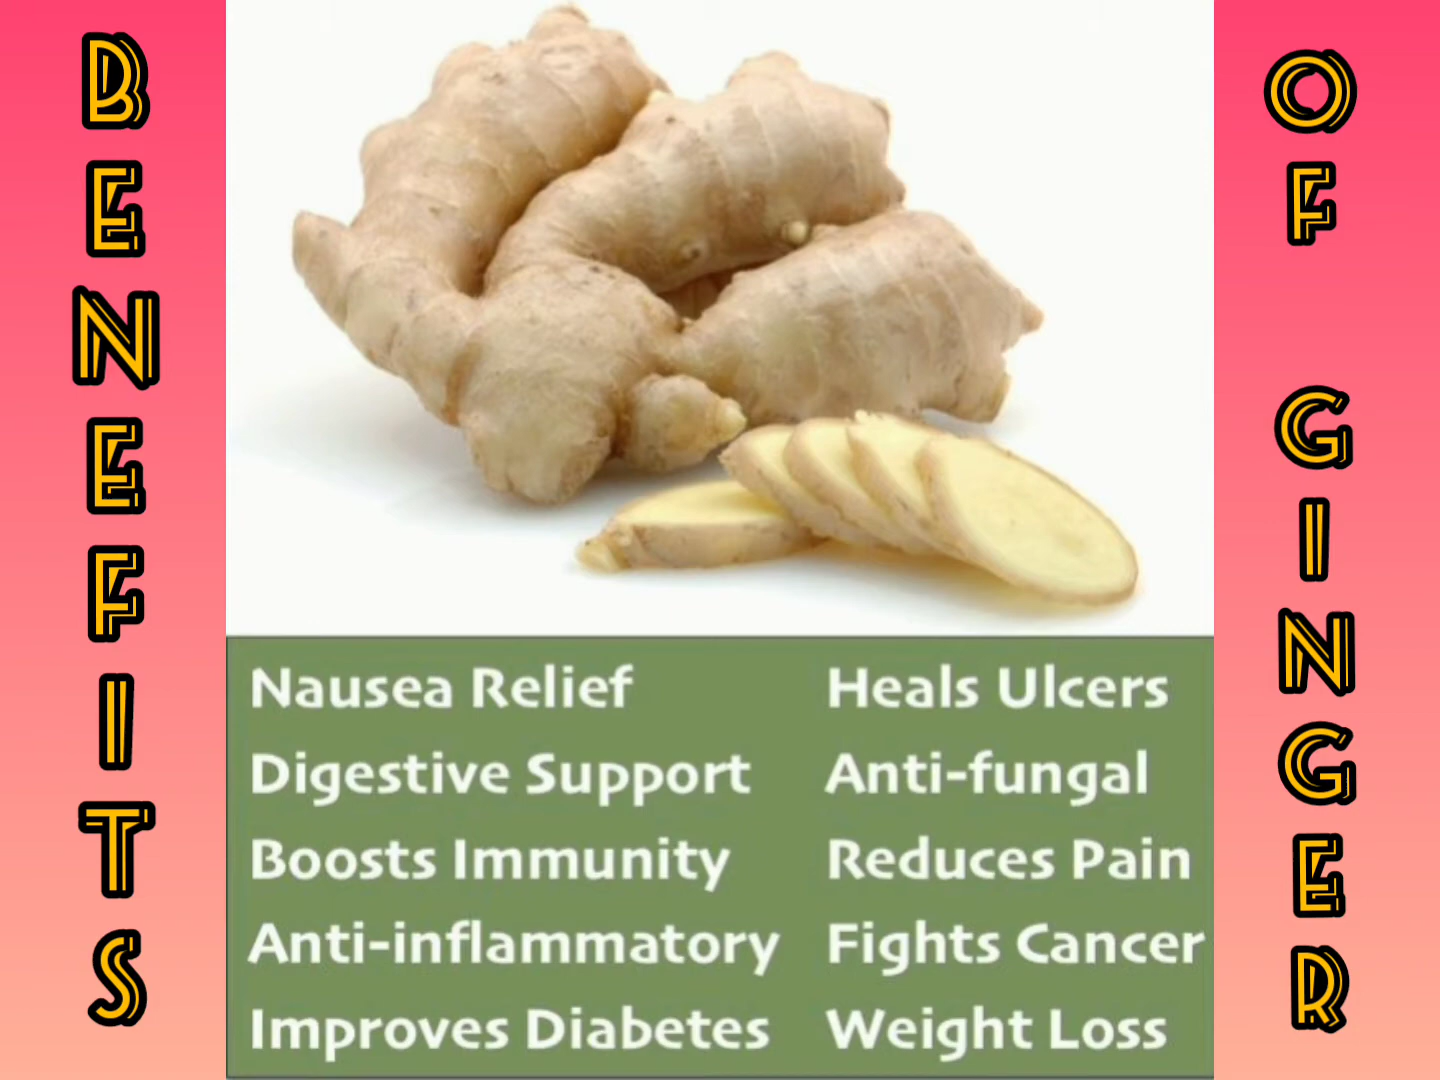 BENEFITS
OF GINGER
Nausea Relief
Digestive Support
Boosts Immunity
Anti-inflammatory
Improves Diabetes
Heals Ulcers
Anti-fungal
Reduces Pain
Fights Cancer
Weight Loss